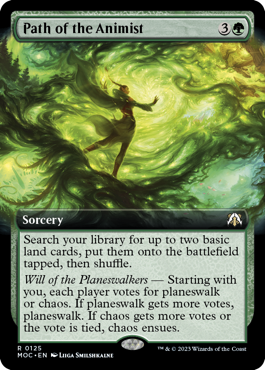 Path of the Animist 3
Sorcery
Search your library for up to two basic
land cards, put them onto the battlefield
tapped, then shuffle.
Will of the Planeswalkers — Starting with
you, each player votes for planeswalk
or chaos. If planeswalk gets more votes,
planeswalk. If chaos gets more votes or
the vote is tied, chaos ensues.
R 0125
MOC • EN LIIGA SMILSHKALNE
™ & © 2023 Wizards of the Coast